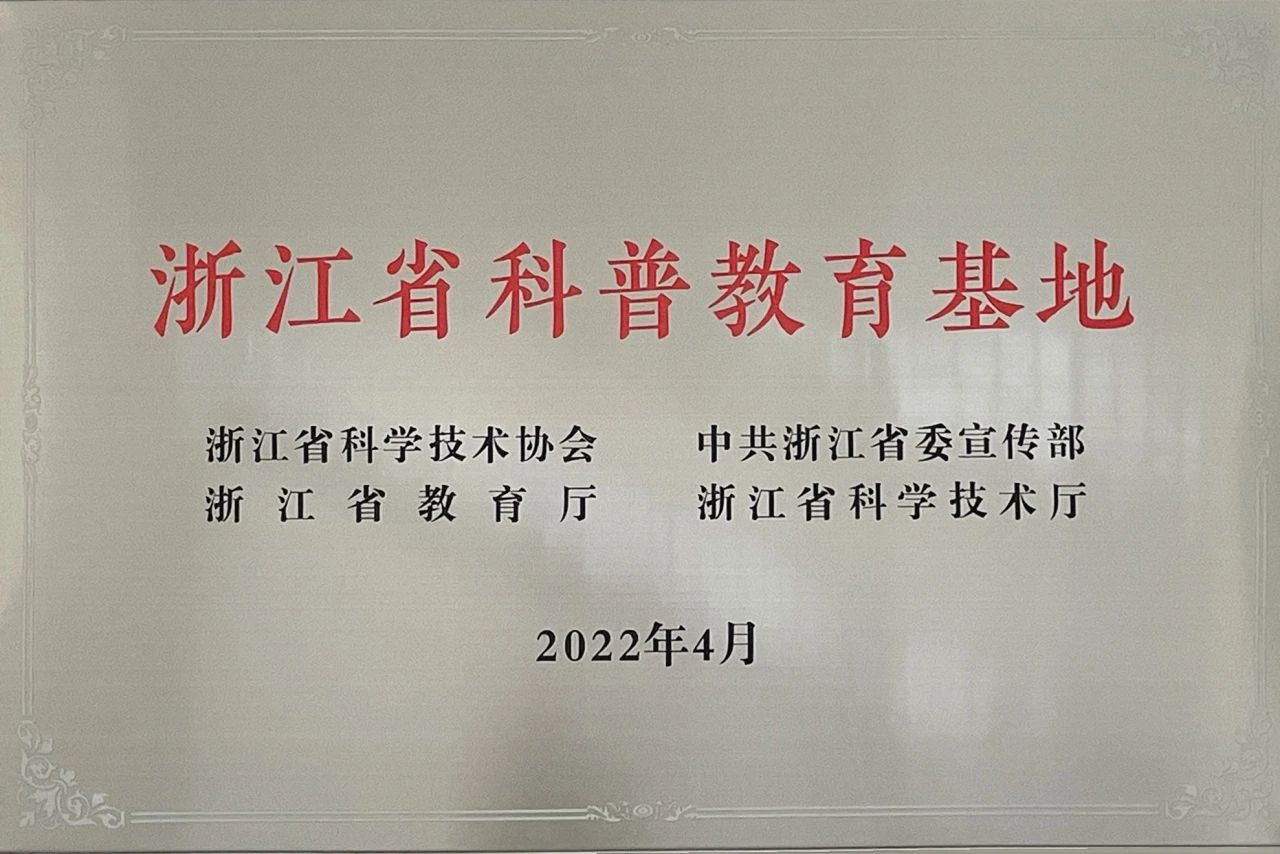 浙江省科普教育基地
浙江省科学技术协会 中共浙江省委宣传部
浙江省教育厅 浙江省科学技术厅
2022年4月